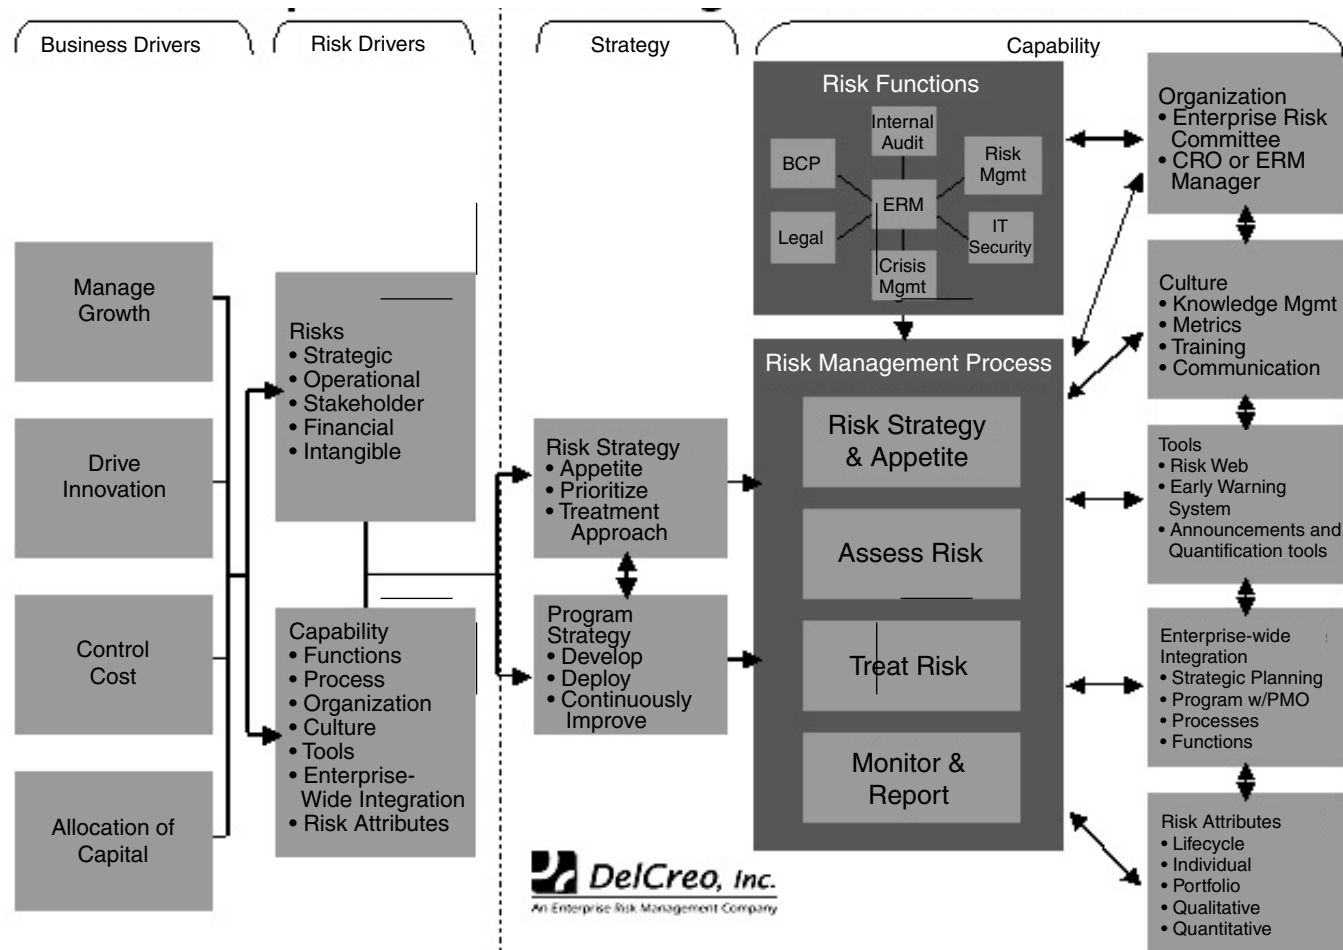 Business Drivers
Risk Drivers
Strategy
Capability
Manage
Growth
Drive
Innovation
Control
Cost
Allocation of
Capital
Risks
• Strategic
• Operational
• Stakeholder
• Financial
• Intangible
Capability
• Functions
• Process
• Organization
• Culture
• Tools
• Enterprise-
Wide Integration
• Risk Attributes
Risk Strategy
• Appetite
• Prioritize
• Treatment
Approach
Program
Strategy
• Develop
• Deploy
• Continuously
Improve
Risk Functions
Internal
Audit
BCP
Risk
Mgmt
ERM
Legal
IT
Security
Crisis
Mgmt
Risk Management Process
Risk Strategy
& Appetite
Assess Risk
Treat Risk
Monitor &
Report
Organization
• Enterprise Risk
Committee
• CRO or ERM
Manager
Culture
• Knowledge Mgmt
• Metrics
• Training
• Communication
Tools
• Risk Web
• Early Warning
System
• Announcements and
Quantification tools
Enterprise-wide
Integration
• Strategic Planning
• Program w/PMO
• Processes
• Functions
Risk Attributes
• Lifecycle
• Individual
• Portfolio
• Qualitative
• Quantitative
DelCreo, Inc.
An Enterprise Risk Management Company